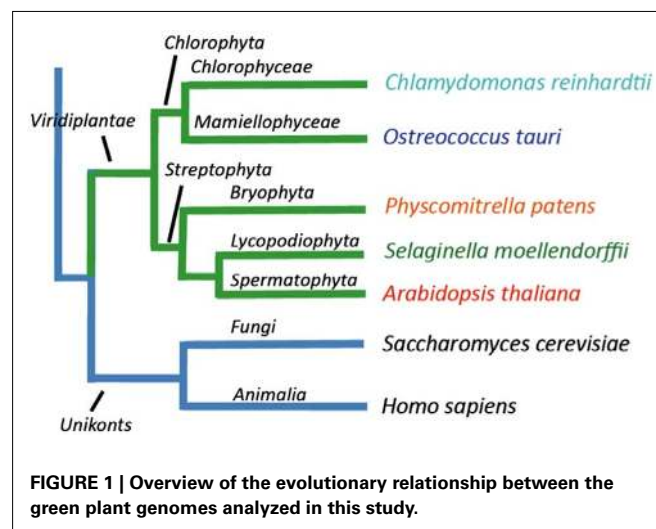 Chlorophyta
Chlorophyceae
Chlamydomonas reinhardtii
Viridiplantae
Mamiellophyceae
Ostreococcus tauri
Streptophyta
Bryophyta
Physcomitrella patens
Lycopodiophyta
Selaginella moellendorffii
Spermatophyta
Arabidopsis thaliana
Fungi
Saccharomyces cerevisiae
Animalia
Homo sapiens
Unikonts
FIGURE 1 | Overview of the evolutionary relationship between the
green plant genomes analyzed in this study.